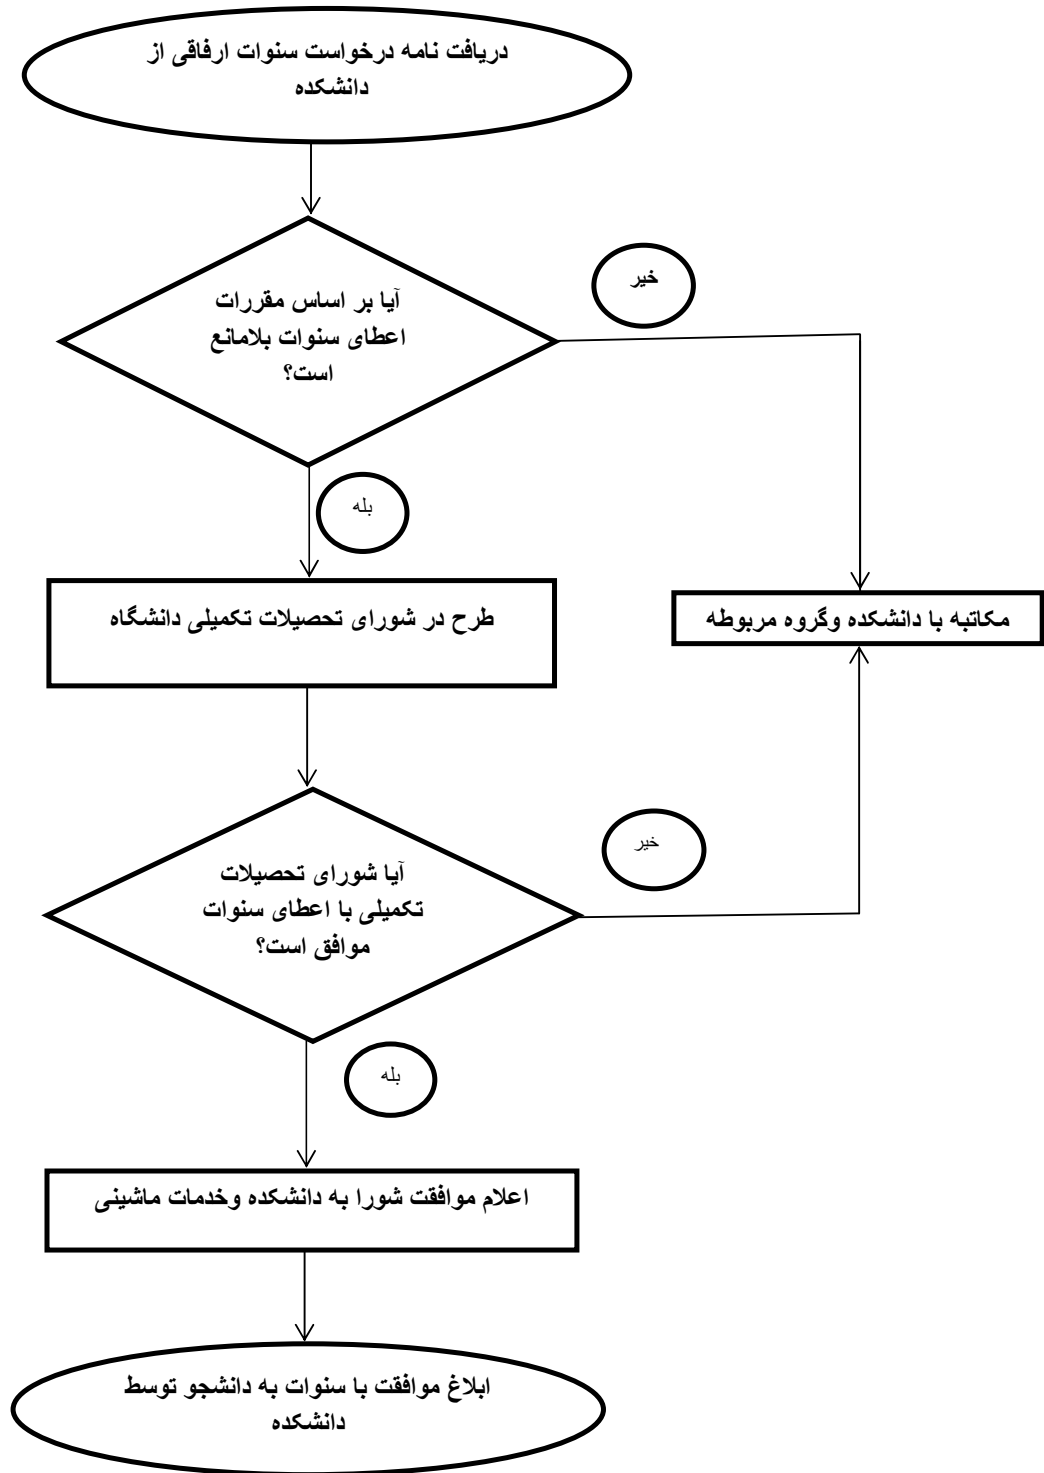 دریافت نامه درخواست سنوات ارفاقی از
دانشکده
خیر
آیا بر اساس مقررات
اعطای سنوات بلامانع
است؟
بله
طرح در شورای تحصیلات تکمیلی دانشگاه
مکاتبه با دانشکده وگروه مربوطه
خیر
آیا شورای تحصیلات
تکمیلی با اعطای سنوات
موافق است؟
بله
اعلام موافقت شورا به دانشکده وخدمات ماشینی
ابلاغ موافقت با سنوات به دانشجو توسط
دانشکده